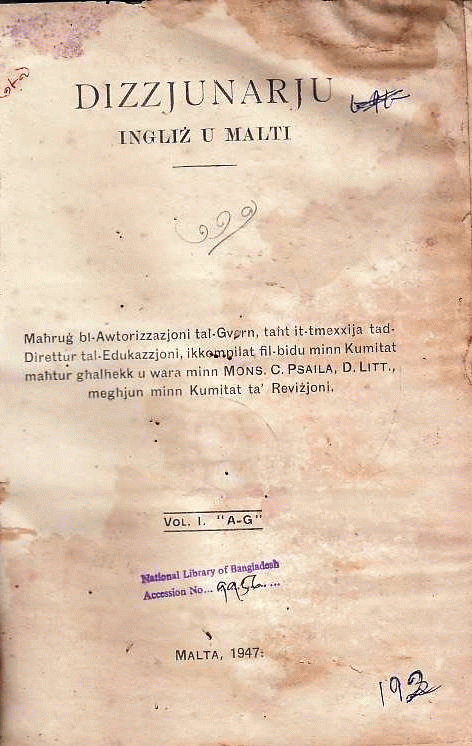 DIZZJUNARJU
INGLIŻ U MALTI
Maħruġ bl-Awtorizzazjoni tal-Gvern, taħt it-tmexxija tad-
Direttur tal-Edukazzjoni, ikkompilat fil-bidu minn Kumitat
maħtur għalhekk u wara minn MONS. C. PSAILA, D. LITT.,
megħjun minn Kumitat ta' Reviżjoni.
VOL. I. "A-G"
National Library of Bangladesh
Accession No...
MALTA, 1947: